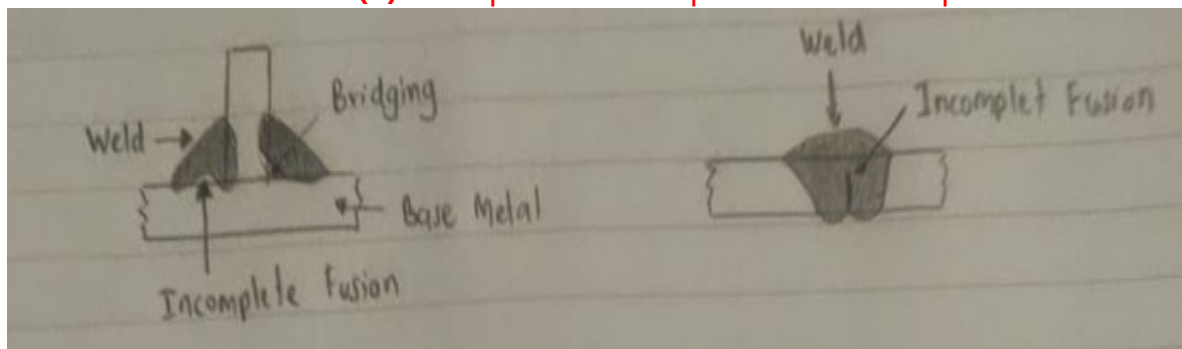 Weld
Bridging
Base Metal
Incomplete Fusion
Weld
Incomplet Fusion